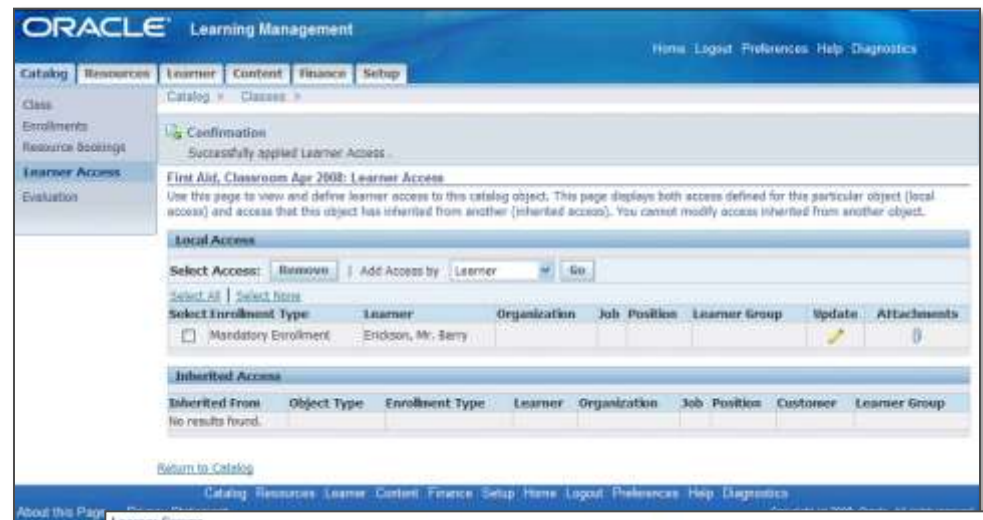 ORACLE Learning Management
Home Logout Preferences Help Diagnostics
Catalog Resources Learner Content Finance Setup
Catalog > Classes >
Class
Enrollments
Resource Bookings
Learner Access
Evaluation
Confirmation
Successfully applied Learner Access .
First Aid, Classroom Apr 2008: Learner Access
Use this page to view and define learner access to this catalog object. This page displays both access defined for this particular object (local
access) and access that this object has inherited from another (inherited access). You cannot modify access inherited from another object.
Local Access
Select Access: Remove | Add Access by Learner Go
Select All | Select None
Select Enrollment Type Learner Organization Job Position Learner Group Update Attachments
Mandatory Enrollment Erickson, Mr. Barry
Inherited Access
Inherited From Object Type Enrollment Type Learner Organization Job Position Customer Learner Group
No results found.
Return to Catalog
Catalog Resources Learner Content Finance Setup Home Logout Preferences Help Diagnostics
About this Page